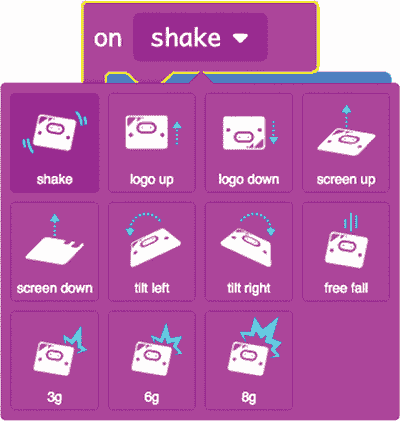 on shake
shake logo up logo down screen up
screen down tilt left tilt right free fall
3g 6g 8g